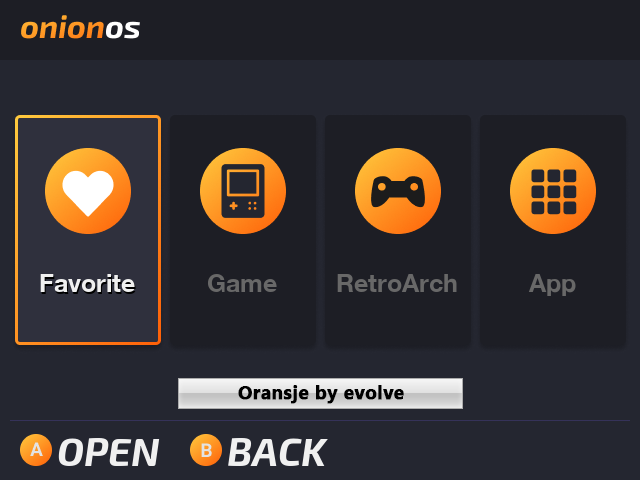 onionos
Favorite
Game
RetroArch
App
Oransje by evolve
A OPEN
B BACK